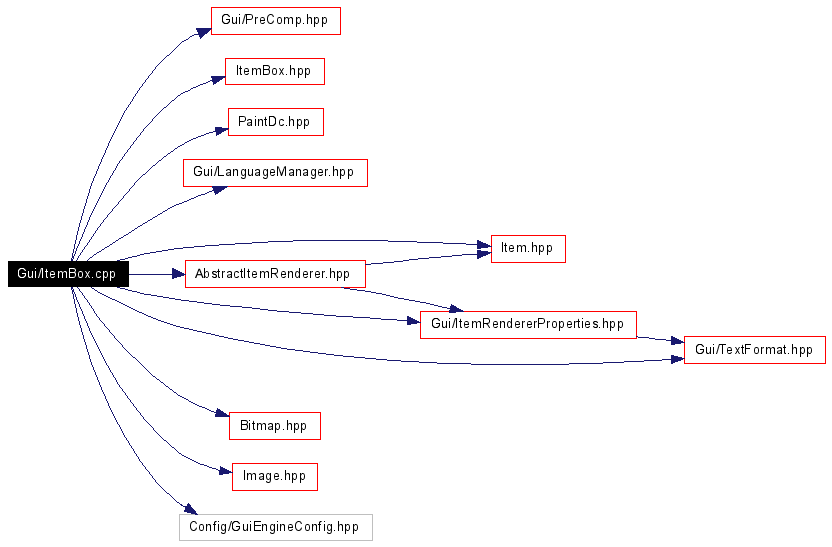 Gui/PreComp.hpp
ItemBox.hpp
PaintDc.hpp
Gui/LanguageManager.hpp
Item.hpp
Gui/ItemBox.cpp
AbstractItemRenderer.hpp
Gui/ItemRendererProperties.hpp
Gui/TextFormat.hpp
Bitmap.hpp
Image.hpp
Config/GuiEngineConfig.hpp